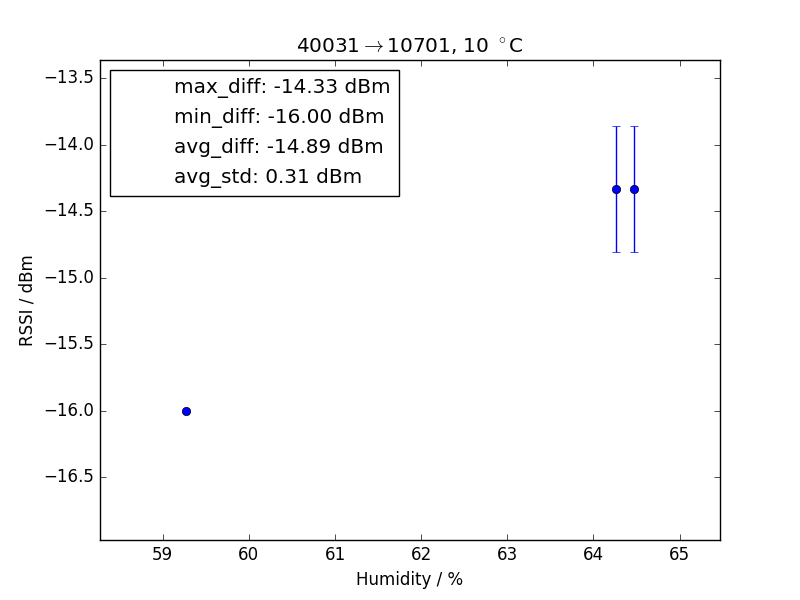 40031→10701, 10 °C
max_diff: -14.33 dBm
min_diff: -16.00 dBm
avg_diff: -14.89 dBm
avg_std: 0.31 dBm
RSSI / dBm
−13.5
−14.0
−14.5
−15.0
−15.5
−16.0
−16.5
59 60 61 62 63 64 65
Humidity / %